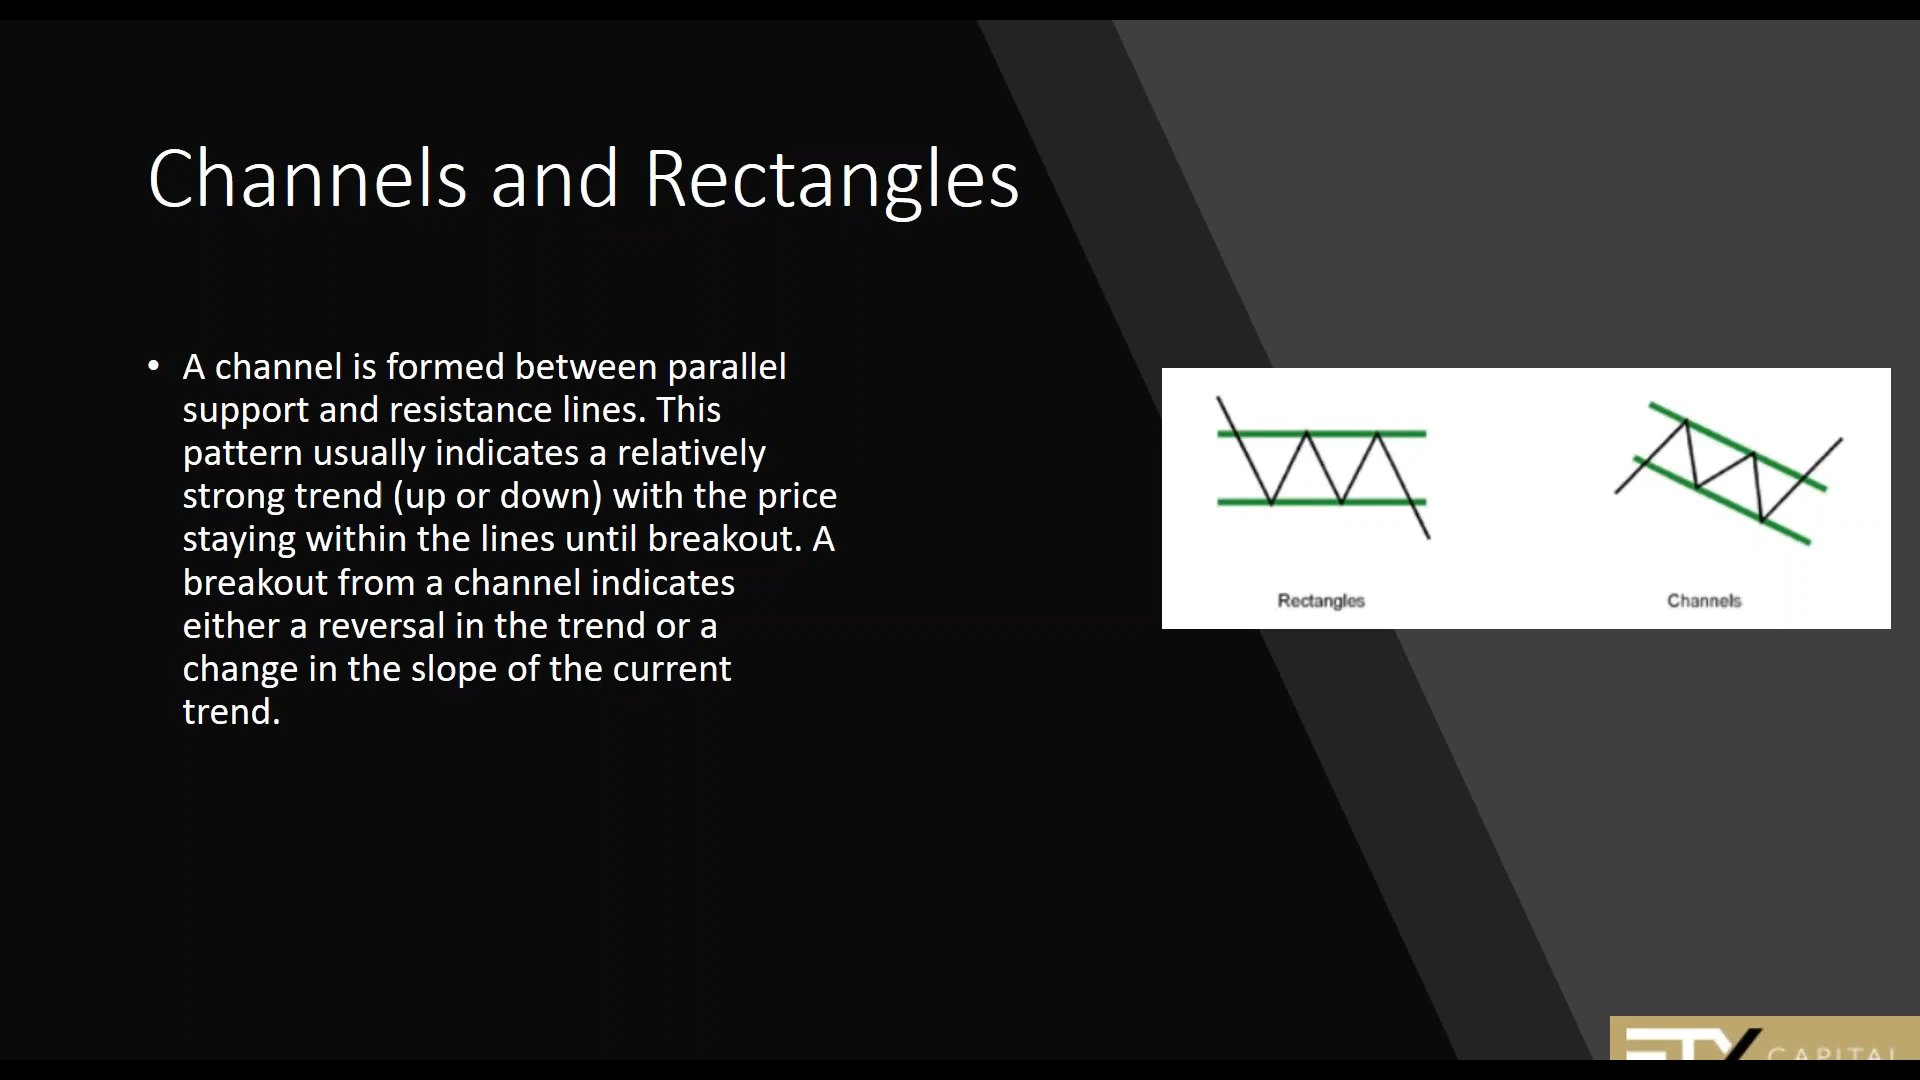 Channels and Rectangles
• A channel is formed between parallel
support and resistance lines. This
pattern usually indicates a relatively
strong trend (up or down) with the price
staying within the lines until breakout. A
breakout from a channel indicates
either a reversal in the trend or a
change in the slope of the current
trend.
Rectangles
Channels
CAPITAL